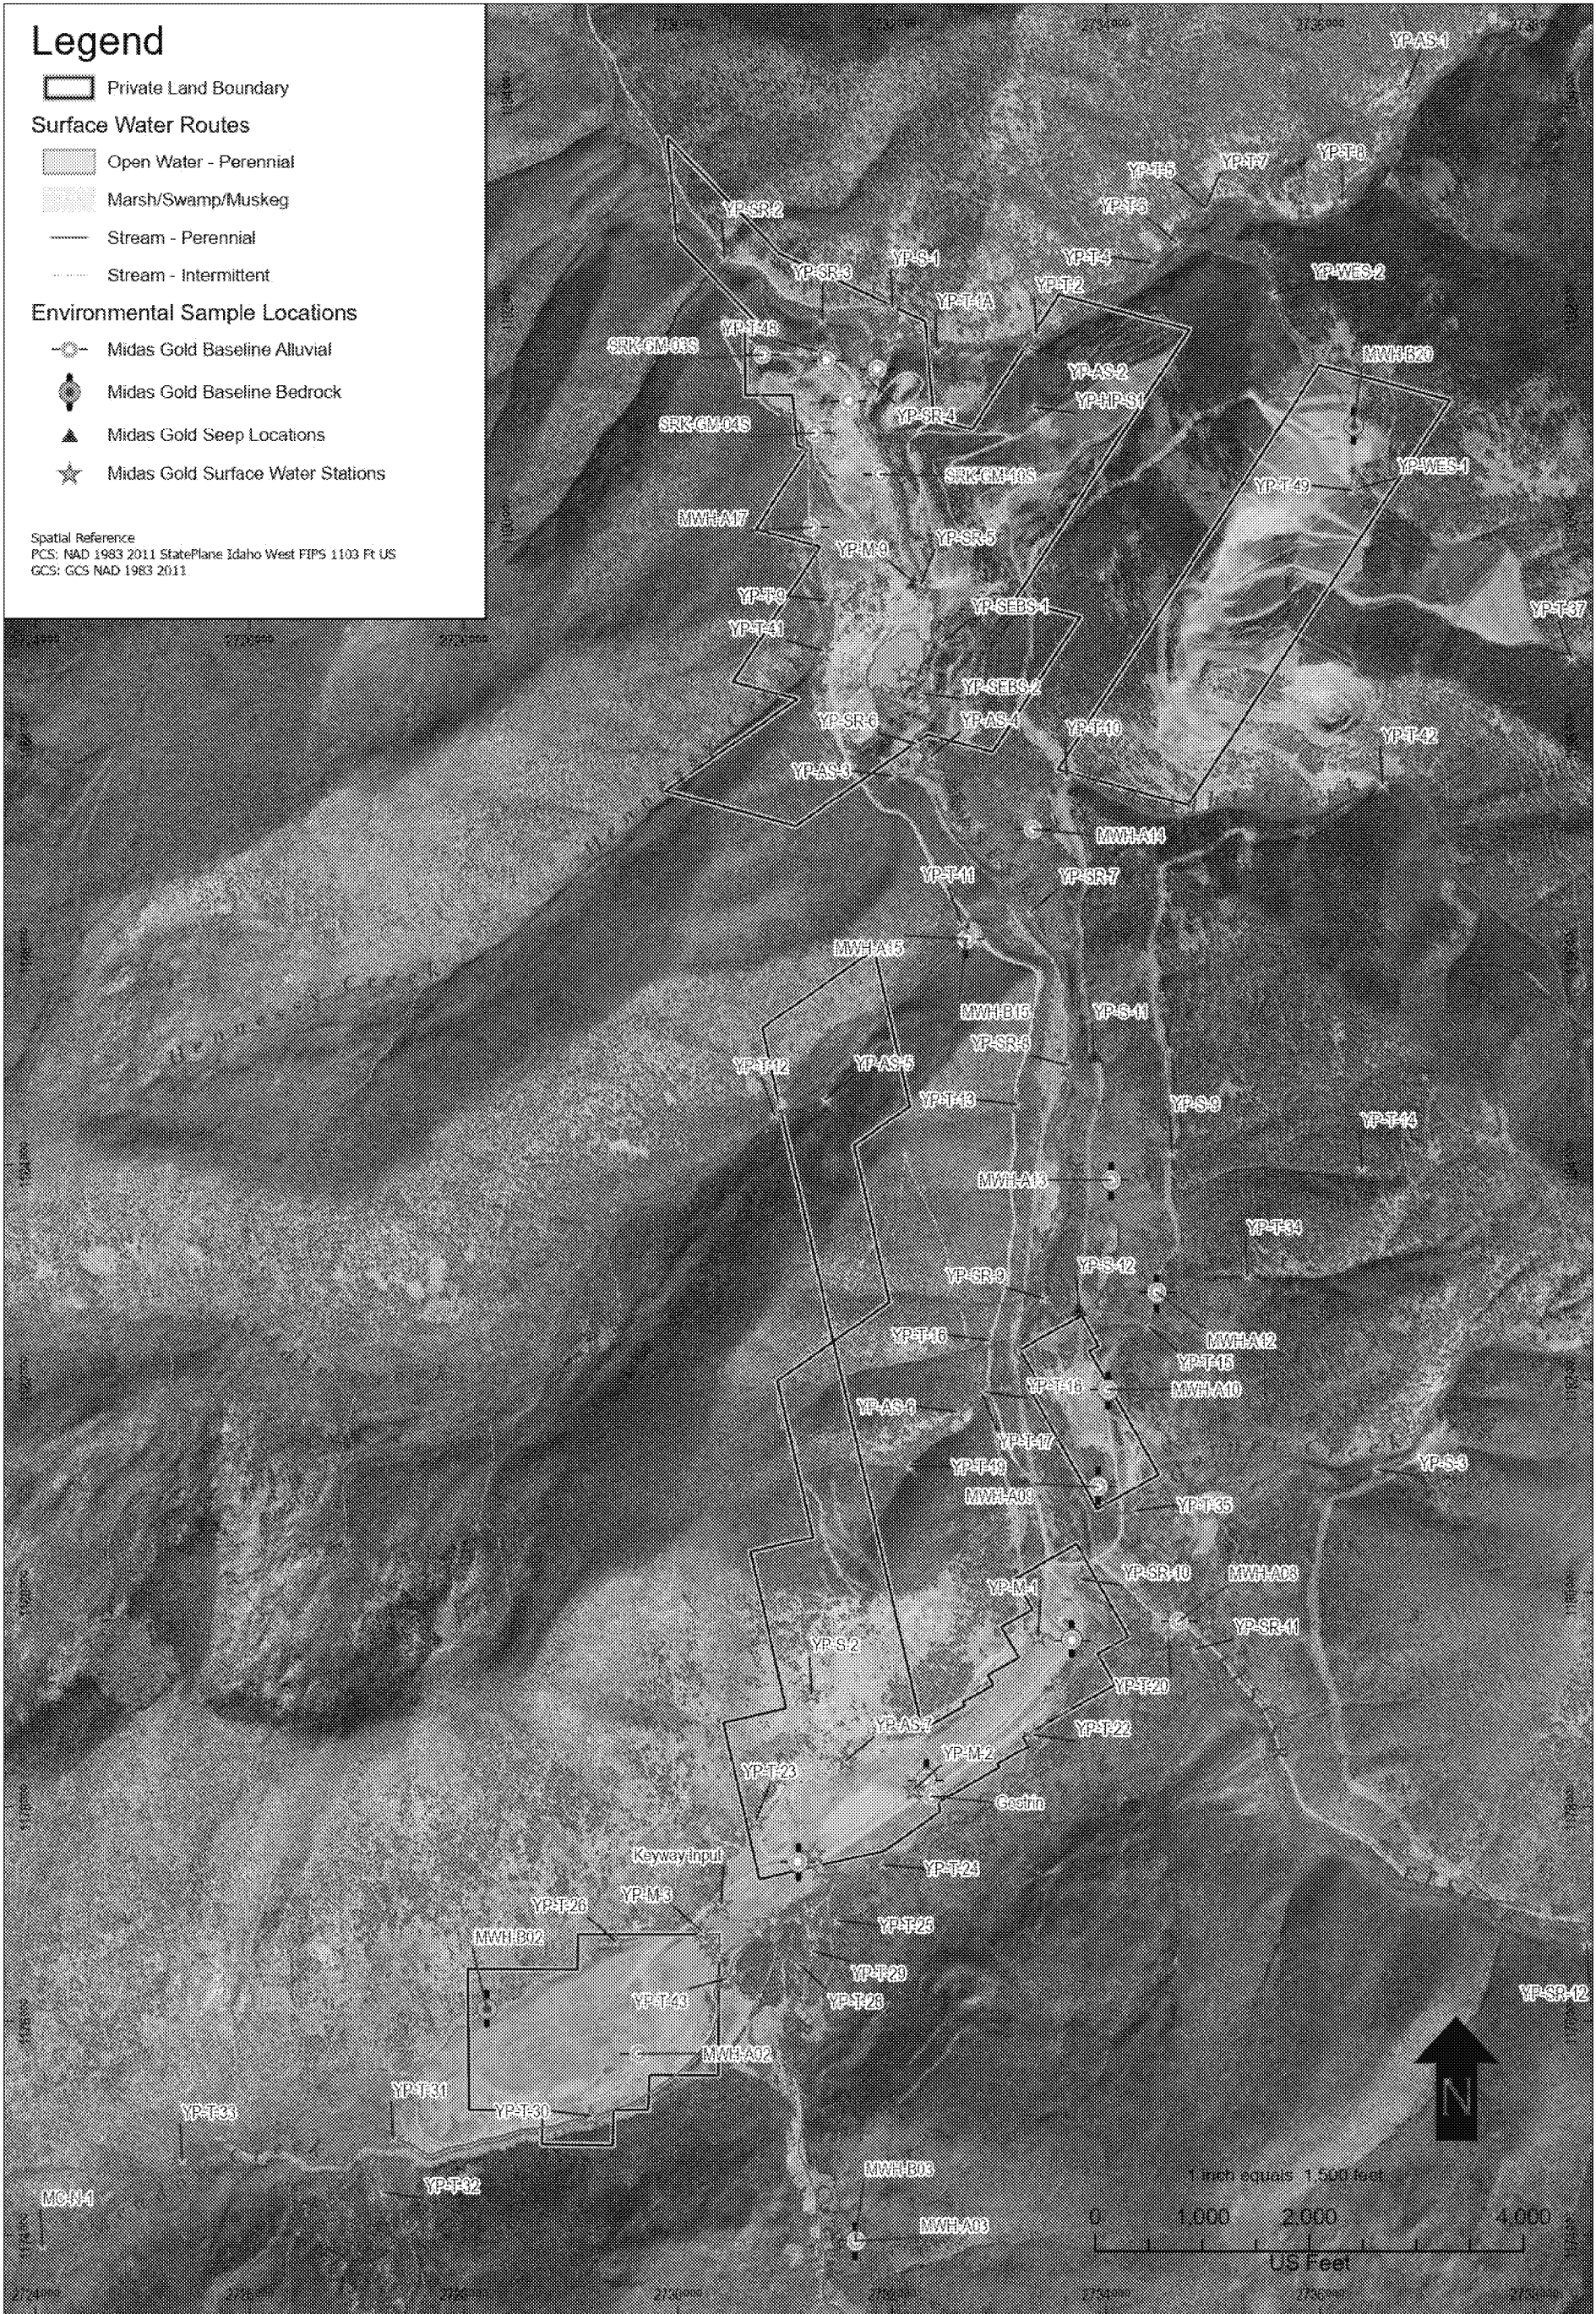 Legend
Private Land Boundary
Surface Water Routes
Open Water - Perennial
Marsh/Swamp/Muskeg
Stream - Perennial
Stream - Intermittent
Environmental Sample Locations
Midas Gold Baseline Alluvial
Midas Gold Baseline Bedrock
Midas Gold Seep Locations
Midas Gold Surface Water Stations
Spatial Reference
PCS: NAD 1983 2011 StatePlane Idaho West FIPS 1103 Ft US
GCS: GCS NAD 1983 2011
YP-AS-1
YP-T-8
YP-T-7
YP-T-5
YP-T-6
YP-SR-2
YP-T-4
YP-S-1
YP-SR-3
YP-WES-2
YP-T-2
YP-T-1A
YP-T-48
SRK-GM-03S
MWH-B20
YP-AS-2
YP-HP-S1
YP-SR-4
SRK-GM-04S
YP-WES-1
SRK-GM-10S
YP-T-49
MWH-A17
YP-SR-5
YP-M-9
YP-T-9
YP-SEBS-1
YP-T-37
YP-T-41
YP-SEBS-2
YP-SR-6
YP-AS-4
YP-T-10
YP-T-42
YP-AS-3
MWH-A14
YP-T-11
YP-SR-7
MWH-A15
MWH-B15
YP-S-11
YP-SR-8
YP-T-12
YP-AS-5
YP-T-13
YP-S-9
YP-T-14
MWH-A13
YP-T-34
YP-S-12
YP-SR-9
YP-T-16
MWH-A12
YP-T-15
YP-T-18
MWH-A10
YP-AS-6
YP-T-17
YP-T-19
YP-S-3
MWH-A09
YP-T-35
YP-M-1
YP-SR-10
MWH-A08
YP-SR-11
YP-S-2
YP-T-20
YP-AS-7
YP-T-22
YP-M-2
YP-T-23
Gestrin
Keyway Input
YP-T-24
YP-M-3
YP-T-26
YP-T-25
MWH-B02
YP-T-29
YP-T-43
YP-T-28
YP-SR-12
MWH-A02
YP-T-31
YP-T-30
YP-T-33
MWH-B03
YP-T-32
MC-N-1
MWH-A03
N
1 inch equals 1,500 feet
0 1,000 2,000 4,000
US Feet